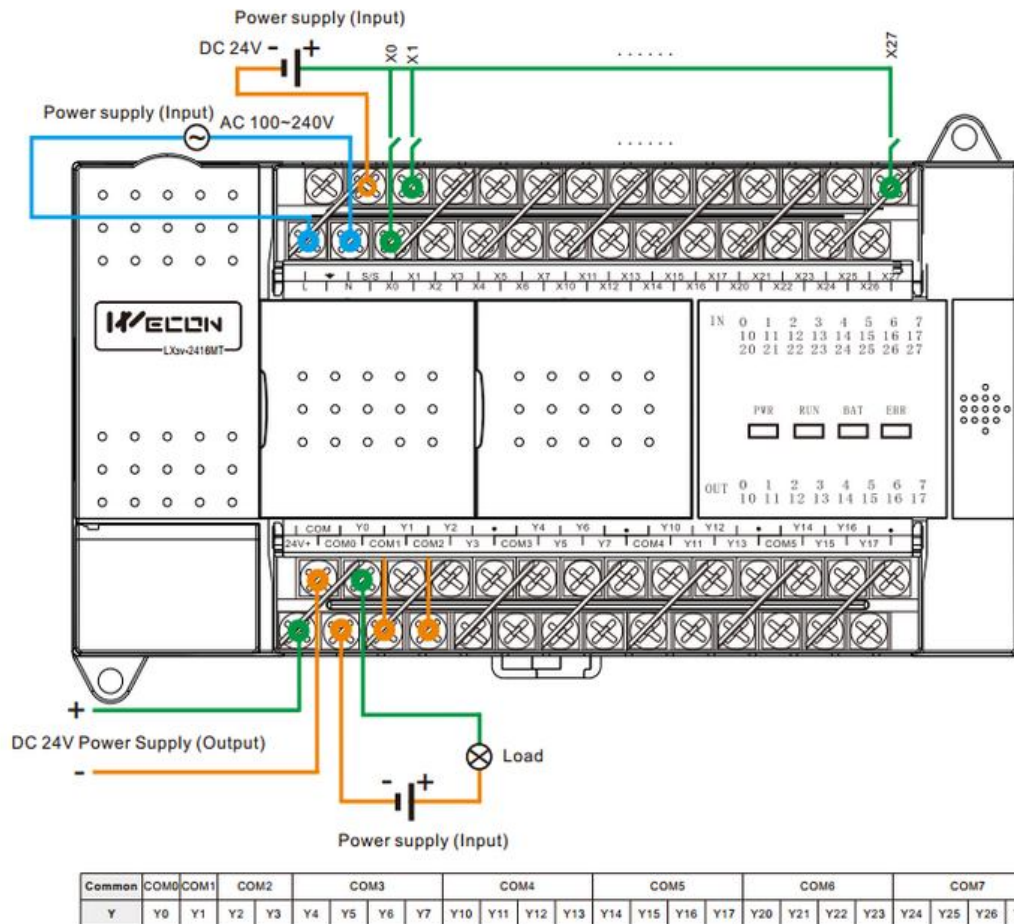 Power supply (Input)
DC 24V - +
X0 X1 ...... X27
Power supply (Input)
AC 100~240V
......
L ⏚ N S/S X0 X1 X2 X3 X4 X5 X6 X7 X10 X11 X12 X13 X14 X15 X16 X17 X20 X21 X22 X23 X24 X25 X26 X27
WECON
LX3V-2416MT
IN 0 1 2 3 4 5 6 7
10 11 12 13 14 15 16 17
20 21 22 23 24 25 26 27
PWR RUN BAT ERR
OUT 0 1 2 3 4 5 6 7
10 11 12 13 14 15 16 17
COM Y0 Y1 Y2 • Y4 Y6 • Y10 Y12 • Y14 Y16 •
24V+ COM0 COM1 COM2 Y3 COM3 Y5 Y7 COM4 Y11 Y13 COM5 Y15 Y17
+
DC 24V Power Supply (Output)
-
Load
- +
Power supply (Input)
Common COM0 COM1 COM2 COM3 COM4 COM5 COM6 COM7
Y Y0 Y1 Y2 Y3 Y4 Y5 Y6 Y7 Y10 Y11 Y12 Y13 Y14 Y15 Y16 Y17 Y20 Y21 Y22 Y23 Y24 Y25 Y26